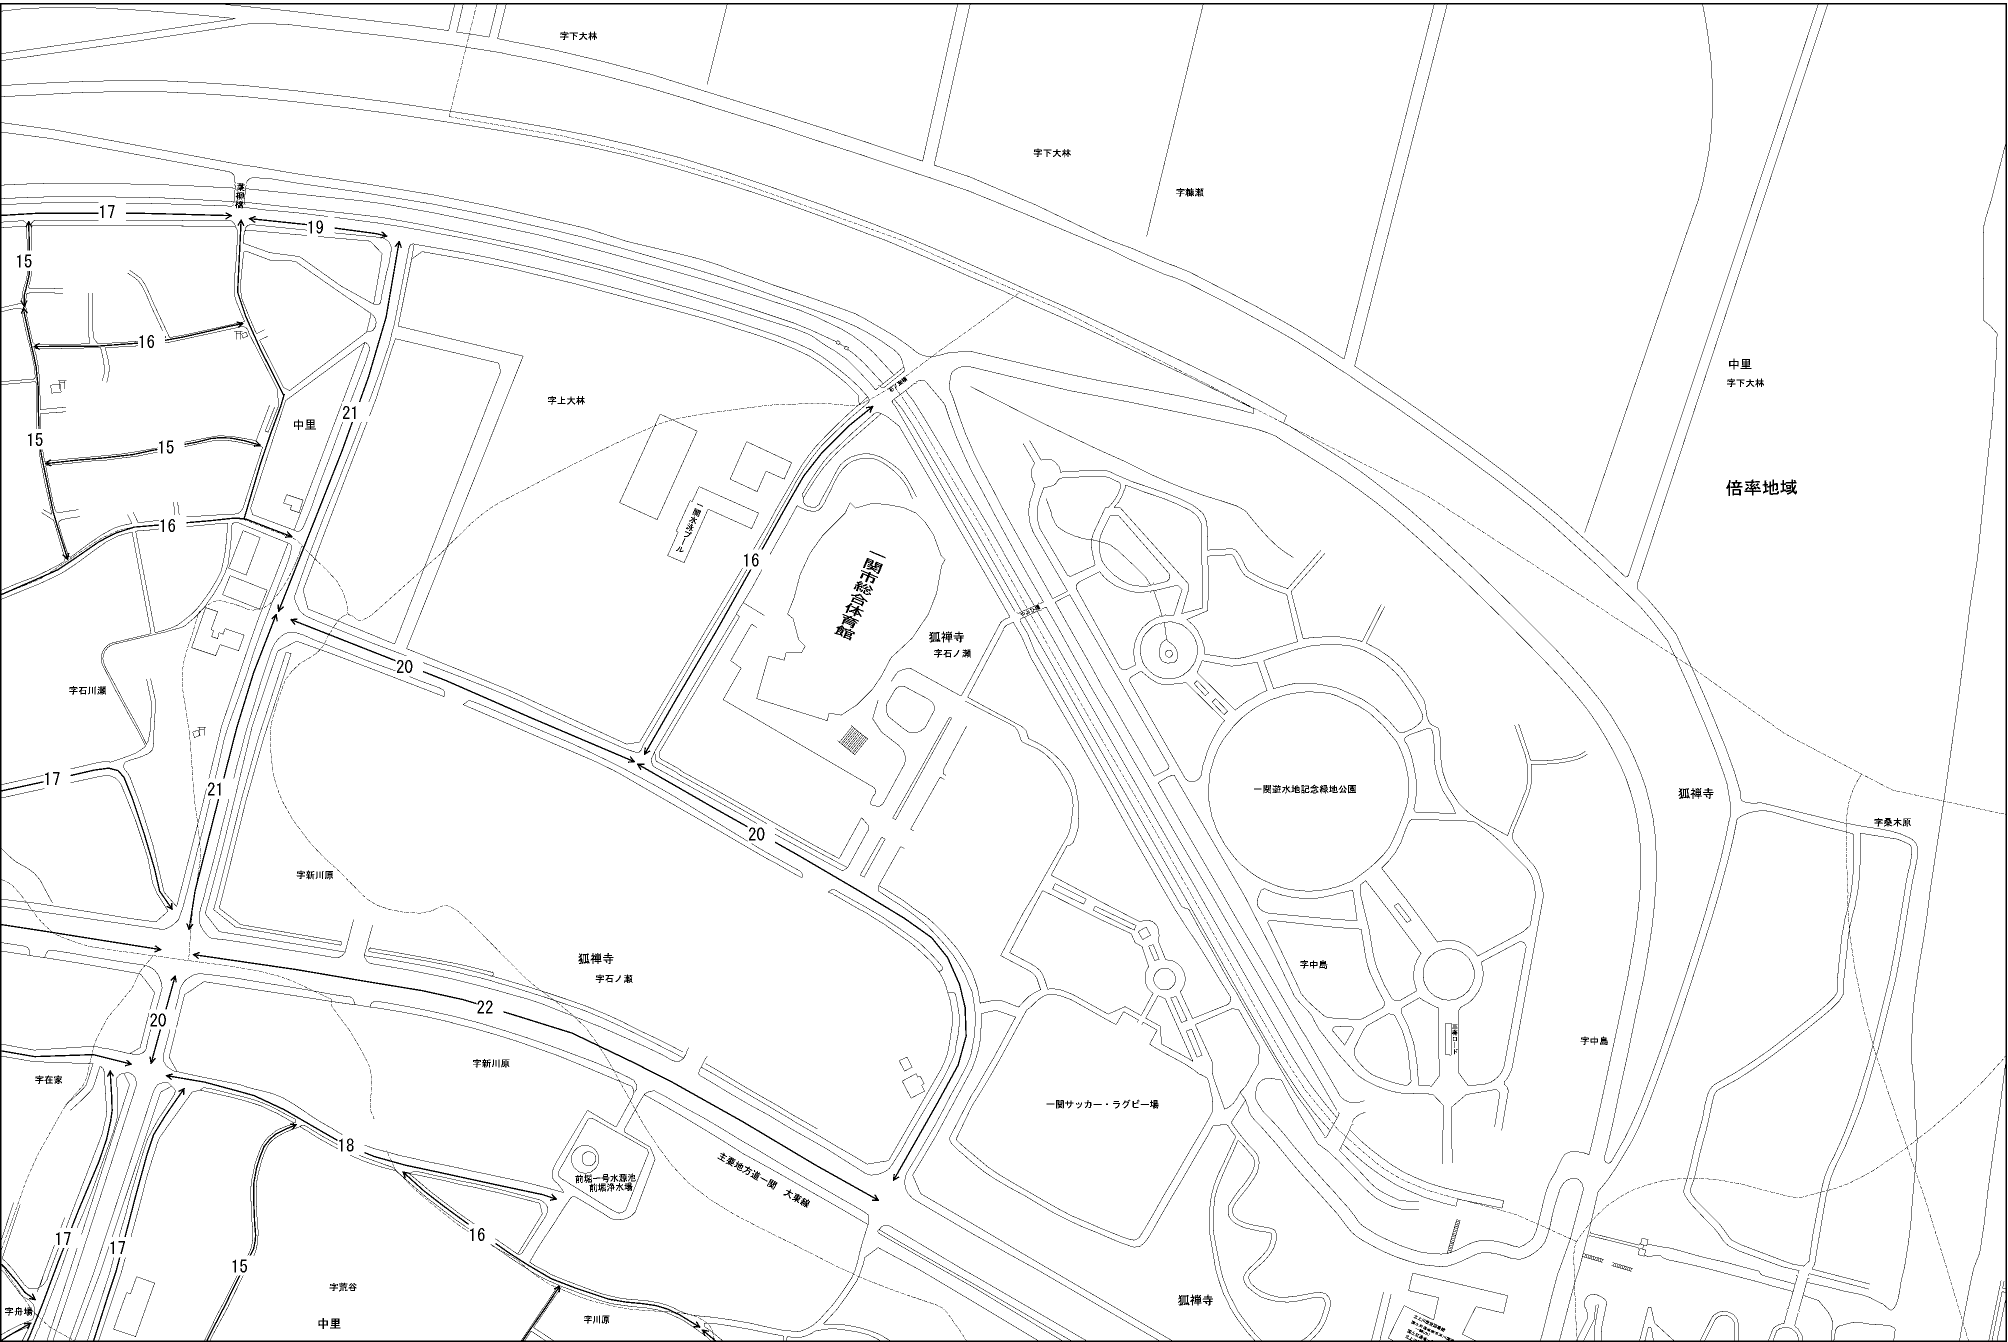 字下大林
字下大林
字糠瀬
17
19
15
16
中里
字下大林
21
字上大林
中里
15
15
倍率地域
16
一関水泳プール
16
一関市総合体育館
狐禅寺
字石ノ瀬
20
字石川瀬
17
21
一関遊水地記念緑地公園
狐禅寺
字桑木原
20
字新川原
狐禅寺
字石ノ瀬
字中島
22
20
字中島
字新川原
字在家
一関サッカー・ラグビー場
18
主要地方道一関 大東線
前堀一号水源池
前堀浄水場
16
17
17
15
字荒谷
狐禅寺
字舟場
中里
字川原